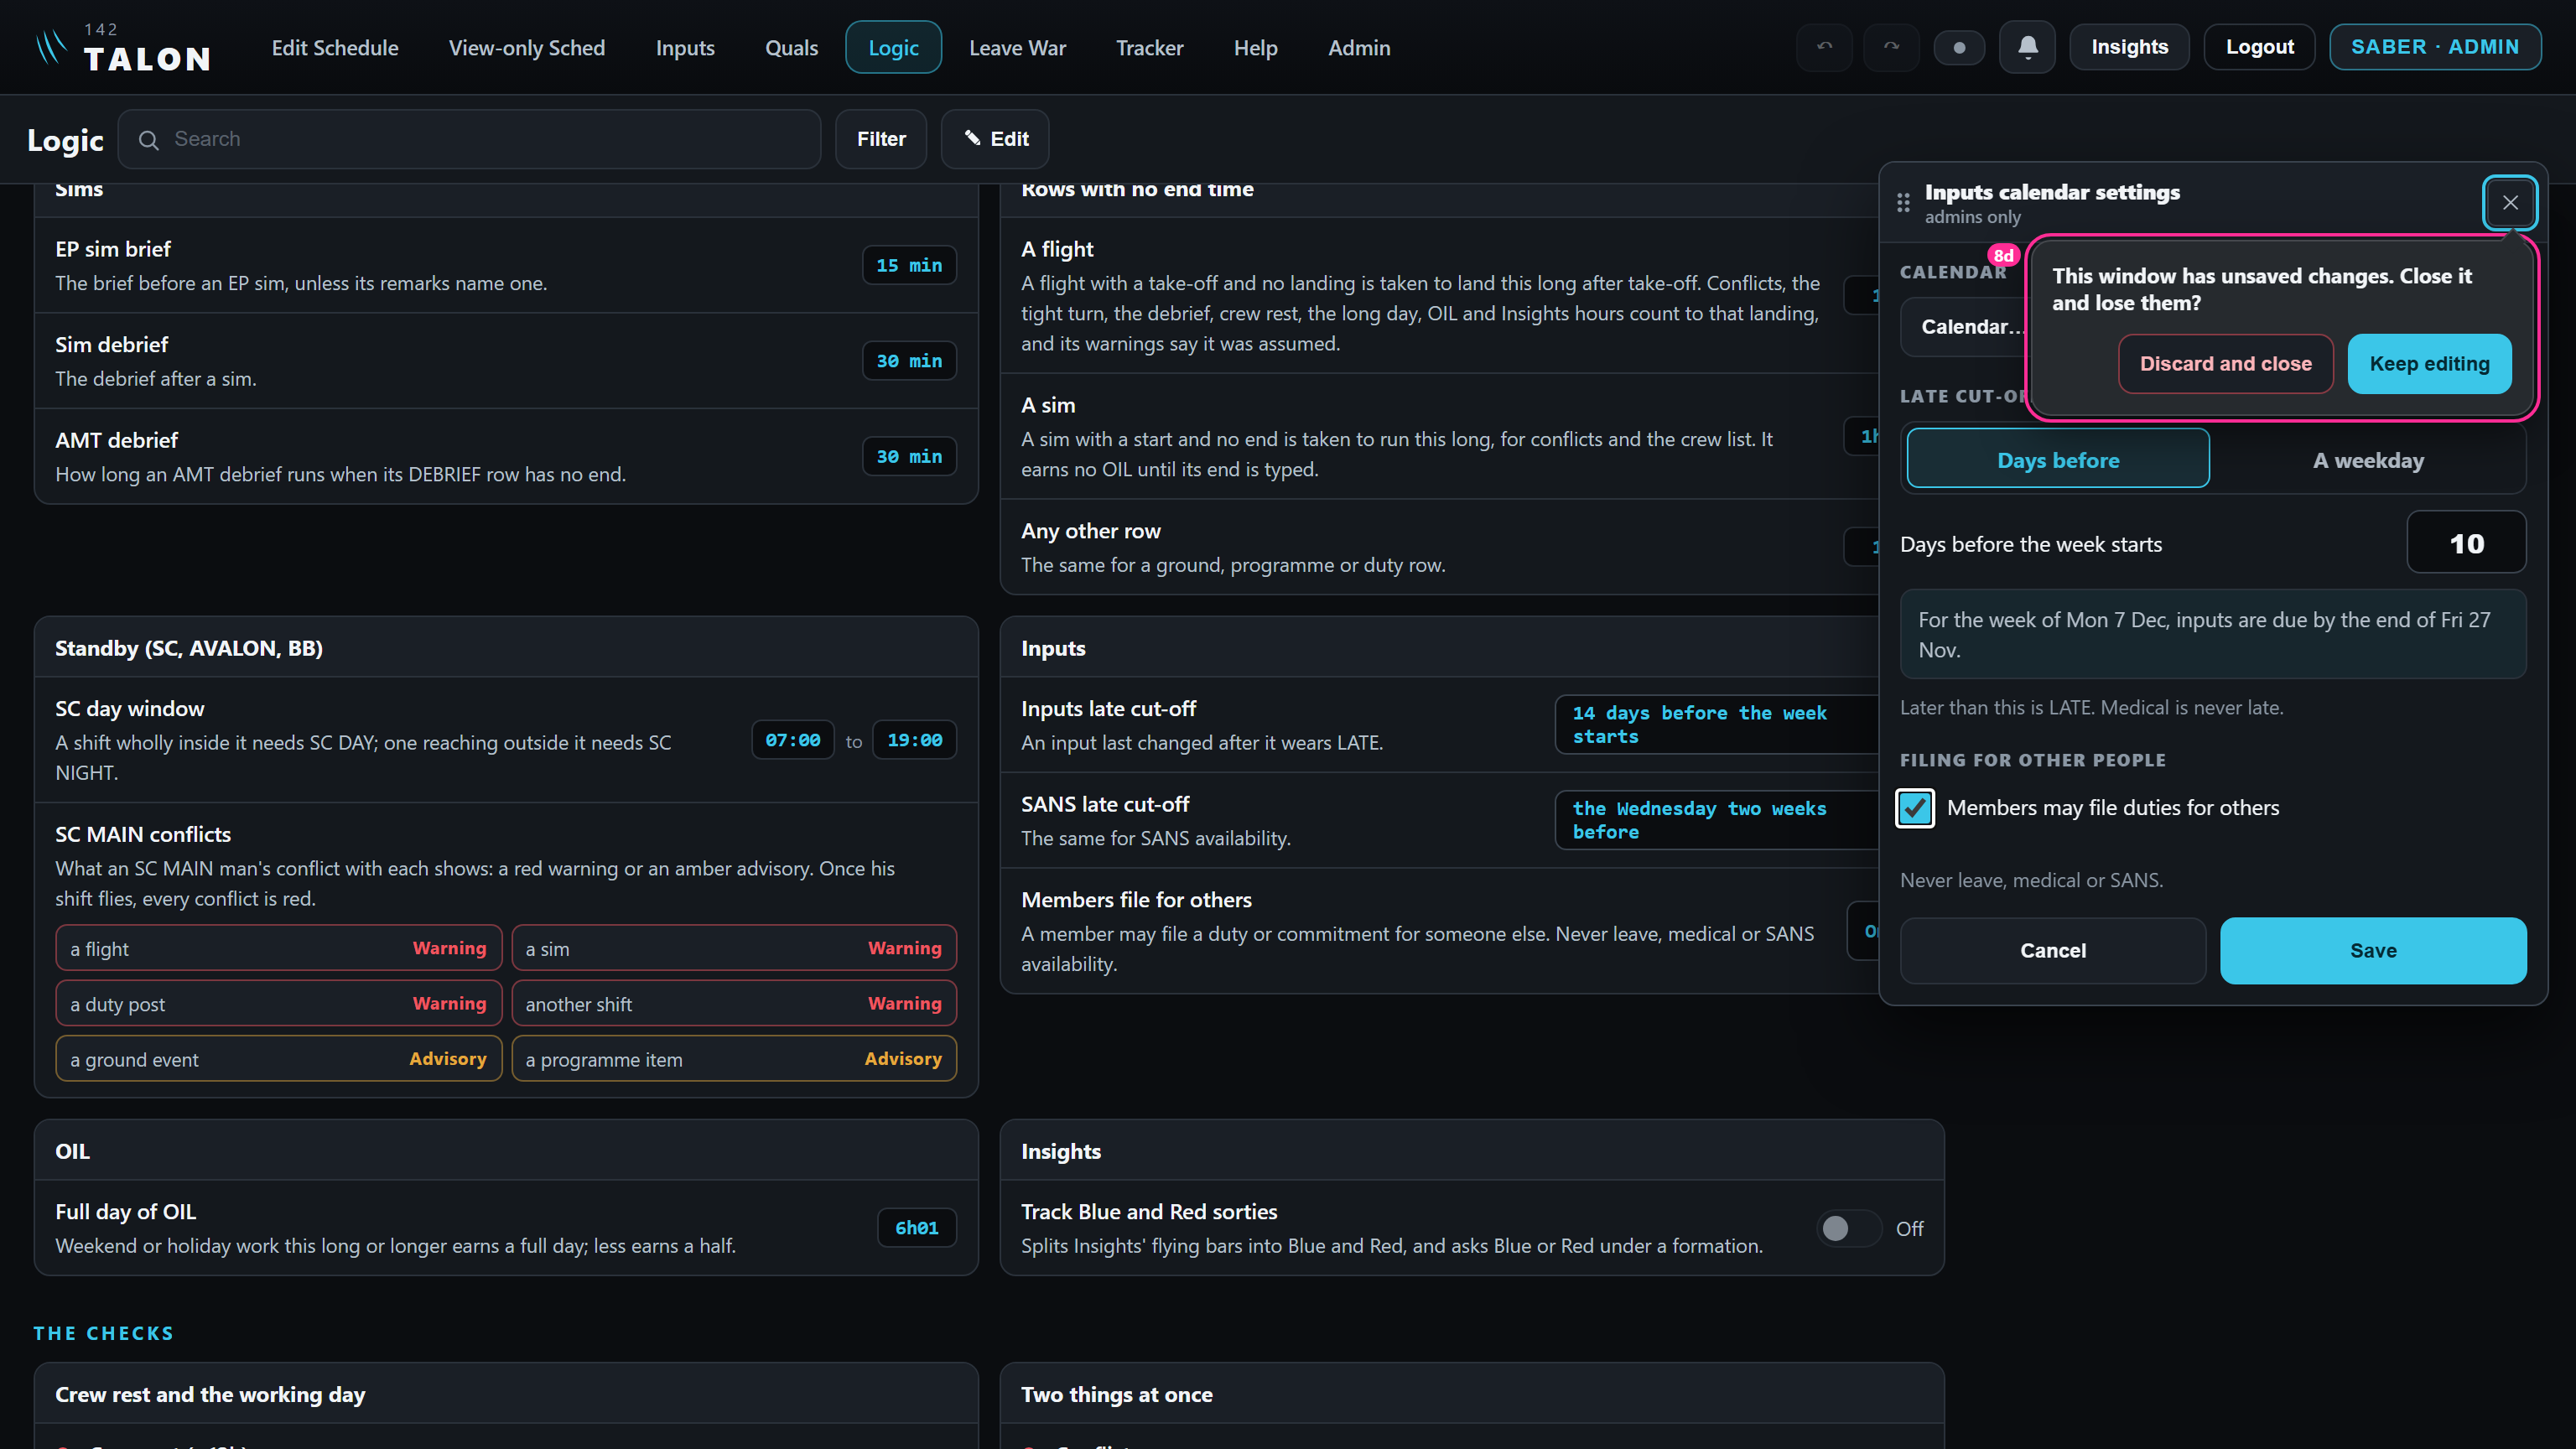 142
TALON
Edit Schedule
View-only Sched
Inputs
Quals
Logic
Leave War
Tracker
Help
Admin
Insights
Logout
SABER · ADMIN
Logic
Search
Filter
Edit
Sims
EP sim brief
The brief before an EP sim, unless its remarks name one.
15 min
Sim debrief
The debrief after a sim.
30 min
AMT debrief
How long an AMT debrief runs when its DEBRIEF row has no end.
30 min
Rows with no end time
A flight
A flight with a take-off and no landing is taken to land this long after take-off. Conflicts, the
tight turn, the debrief, crew rest, the long day, OIL and Insights hours count to that landing,
and its warnings say it was assumed.
A sim
A sim with a start and no end is taken to run this long, for conflicts and the crew list. It
earns no OIL until its end is typed.
Any other row
The same for a ground, programme or duty row.
Standby (SC, AVALON, BB)
SC day window
A shift wholly inside it needs SC DAY; one reaching outside it needs SC
NIGHT.
07:00 to 19:00
SC MAIN conflicts
What an SC MAIN man's conflict with each shows: a red warning or an amber advisory. Once his
shift flies, every conflict is red.
a flight Warning
a sim Warning
a duty post Warning
another shift Warning
a ground event Advisory
a programme item Advisory
Inputs
Inputs late cut-off
An input last changed after it wears LATE.
14 days before the week
starts
SANS late cut-off
The same for SANS availability.
the Wednesday two weeks
before
Members file for others
A member may file a duty or commitment for someone else. Never leave, medical or SANS
availability.
OIL
Full day of OIL
Weekend or holiday work this long or longer earns a full day; less earns a half.
6h01
Insights
Track Blue and Red sorties
Splits Insights' flying bars into Blue and Red, and asks Blue or Red under a formation.
Off
THE CHECKS
Crew rest and the working day
Two things at once
Inputs calendar settings
admins only
CALENDAR
8d
Calendar...
This window has unsaved changes. Close it
and lose them?
Discard and close
Keep editing
LATE CUT-OF
Days before
A weekday
Days before the week starts
10
For the week of Mon 7 Dec, inputs are due by the end of Fri 27
Nov.
Later than this is LATE. Medical is never late.
FILING FOR OTHER PEOPLE
Members may file duties for others
Never leave, medical or SANS.
Cancel
Save